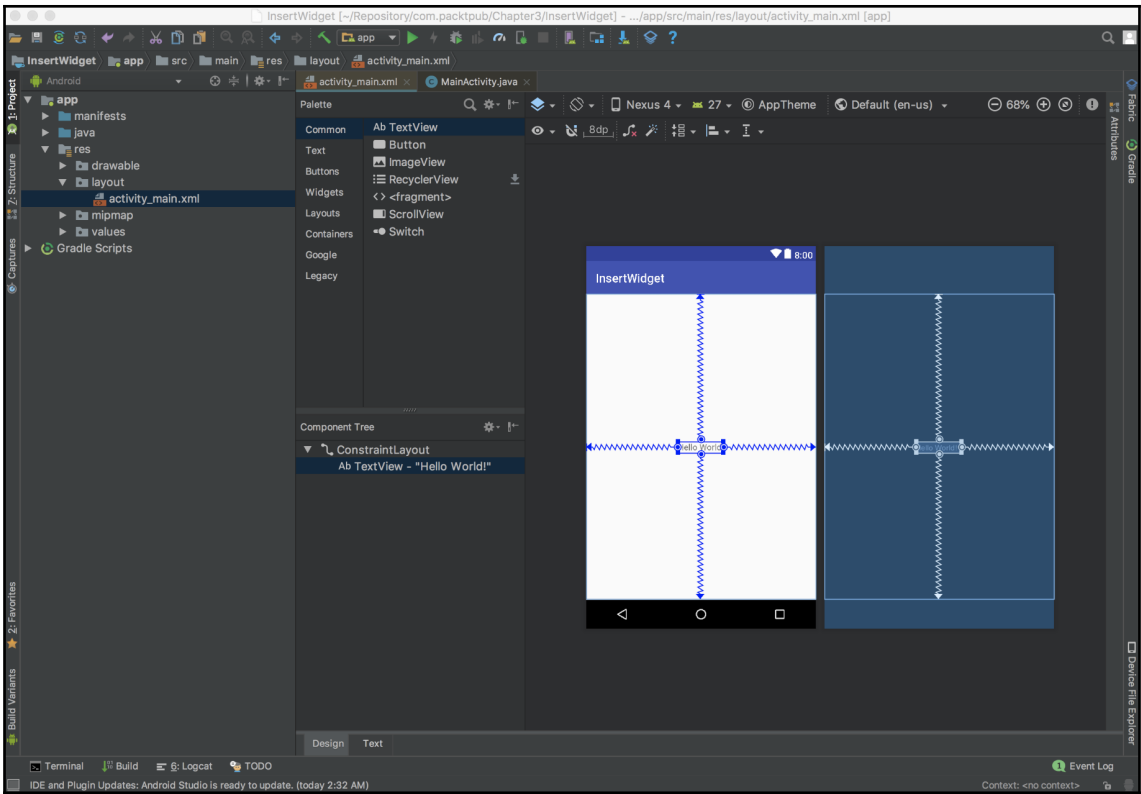 InsertWidget [~/Repository/com.packtpub/Chapter3/InsertWidget] - .../app/src/main/res/layout/activity_main.xml [app]
app
InsertWidget app src main res layout activity_main.xml
1: Project
Z: Structure
Captures
2: Favorites
Build Variants
Android
app
manifests
java
res
drawable
layout
activity_main.xml
mipmap
values
Gradle Scripts
activity_main.xml MainActivity.java
Palette
Common
Text
Buttons
Widgets
Layouts
Containers
Google
Legacy
Ab TextView
Button
ImageView
RecyclerView
<fragment>
ScrollView
Switch
Component Tree
ConstraintLayout
Ab TextView - "Hello World!"
Design Text
Nexus 4 27 AppTheme Default (en-us) 68%
8dp
8:00
InsertWidget
Hello World!
Hello World!
Fabric
Gradle
Attributes
Device File Explorer
Terminal Build 6: Logcat TODO 1 Event Log
IDE and Plugin Updates: Android Studio is ready to update. (today 2:32 AM) Context: <no context>